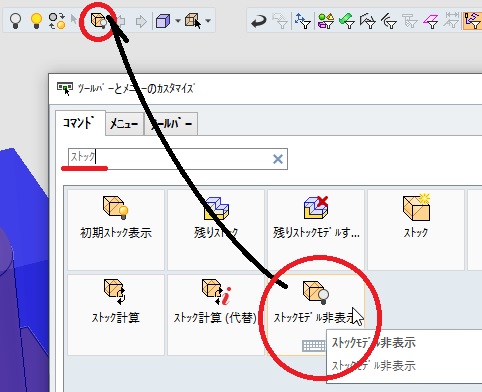 ﾂｰﾙﾊﾞｰとﾒﾆｭｰのｶｽﾀﾏｲｽﾞ
ｺﾏﾝﾄﾞ ﾒﾆｭｰ ﾂｰﾙﾊﾞｰ
ｽﾄｯｸ
初期ｽﾄｯｸ表示 残りｽﾄｯｸ 残りｽﾄｯｸﾓﾃﾞﾙす... ｽﾄｯｸ
ｽﾄｯｸ計算 ｽﾄｯｸ計算 (代替) ｽﾄｯｸﾓﾃﾞﾙ非表示
ｽﾄｯｸﾓﾃﾞﾙ非表示
ｽﾄｯｸﾓﾃﾞﾙ非表示